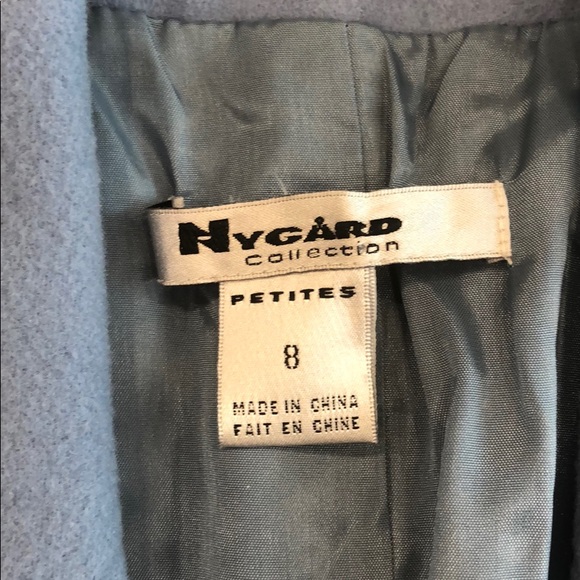 NYGÅRD
Collection
PETITES
8
MADE IN CHINA
FAIT EN CHINE